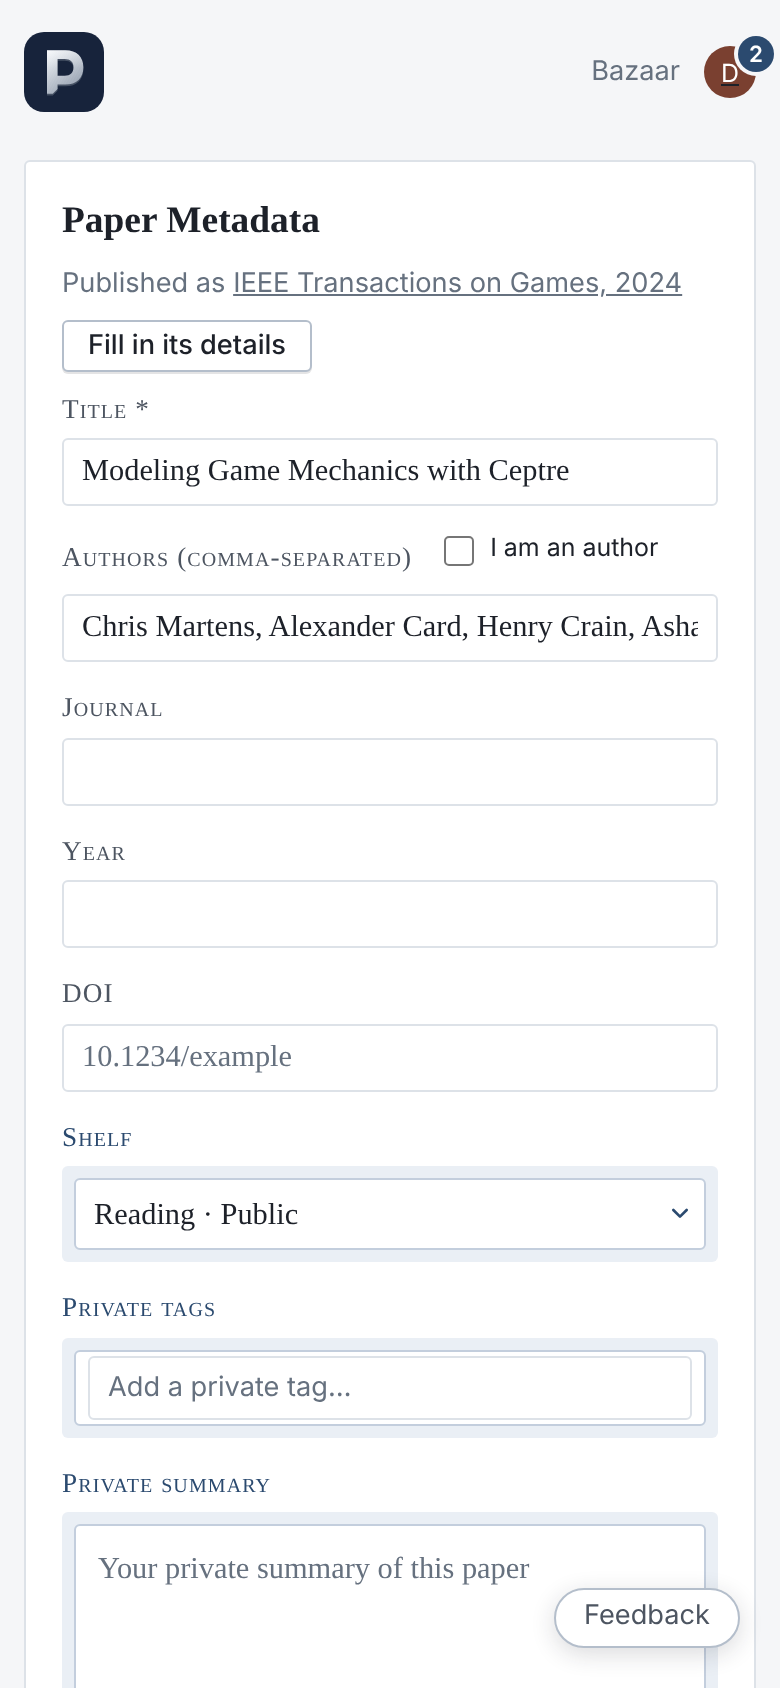 P
Bazaar
D
2
Paper Metadata
Published as IEEE Transactions on Games, 2024
Fill in its details
Title *
Modeling Game Mechanics with Ceptre
Authors (comma-separated)
I am an author
Chris Martens, Alexander Card, Henry Crain, Asha
Journal
Year
DOI
10.1234/example
Shelf
Reading · Public
Private tags
Add a private tag...
Private summary
Your private summary of this paper
Feedback